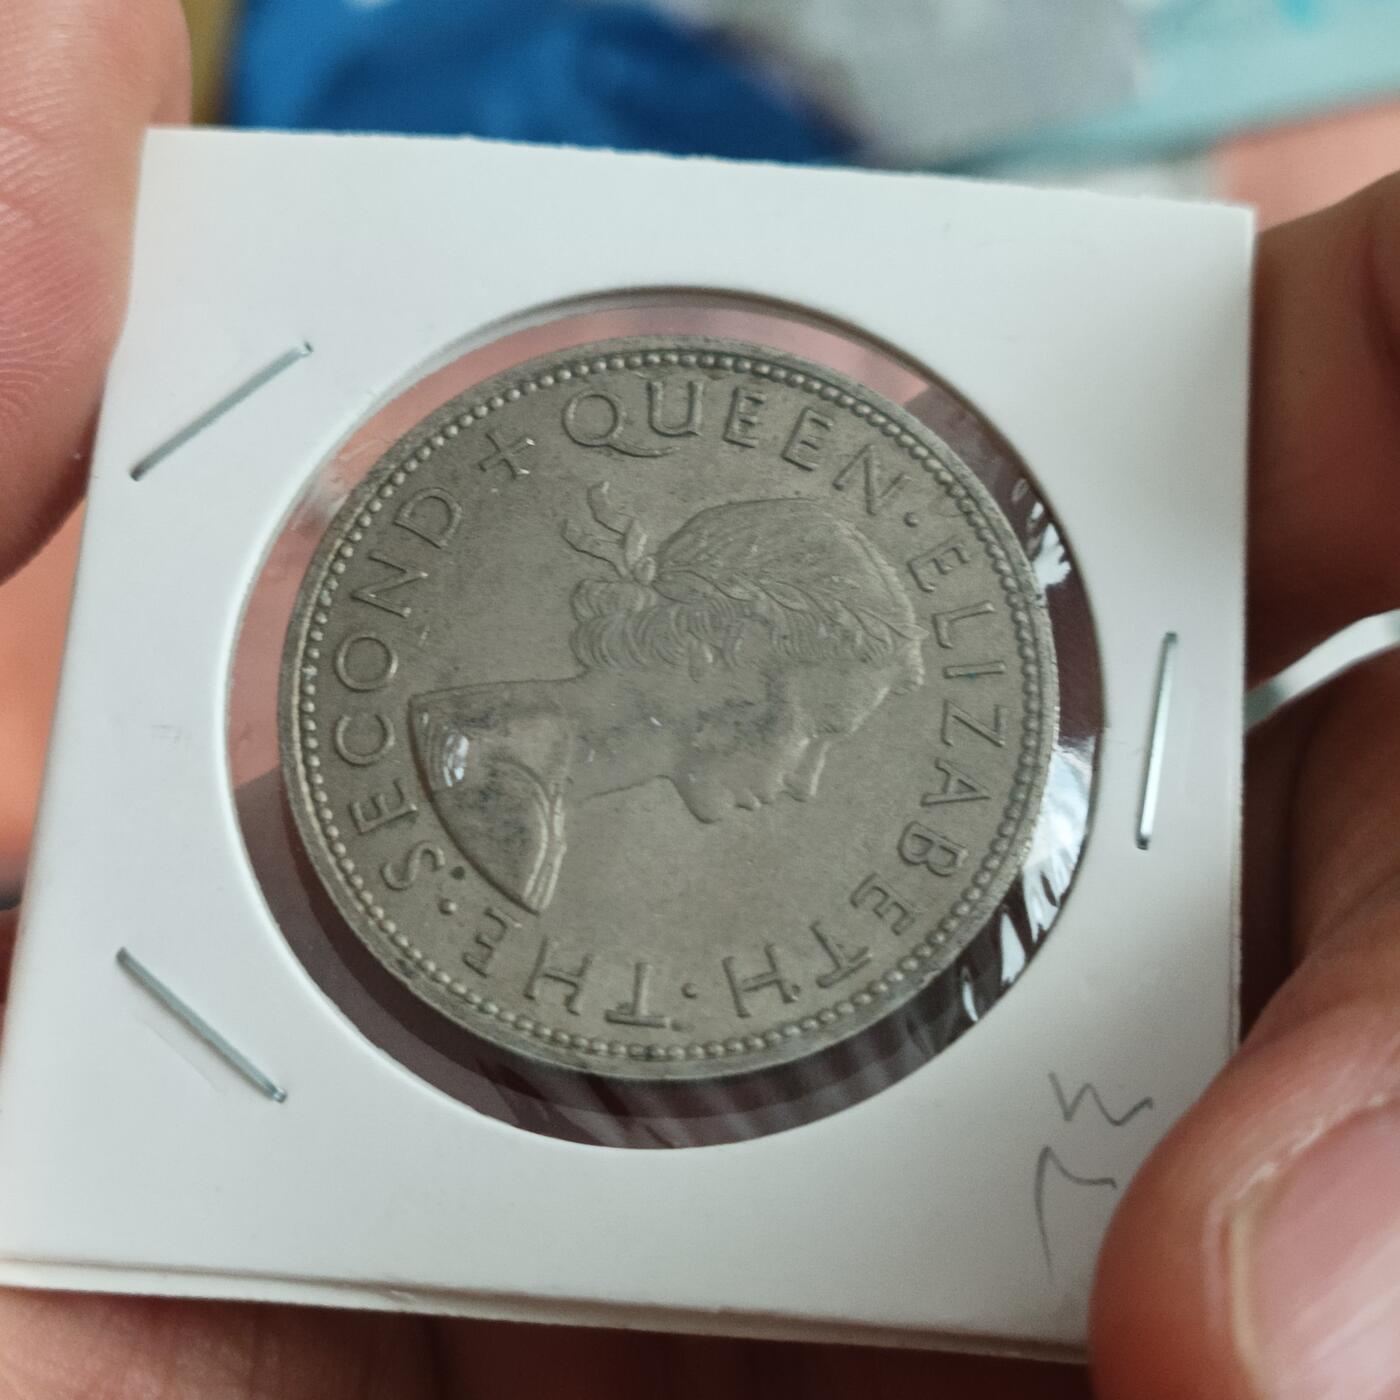 + QUEEN · ELIZABETH · THE : SECOND